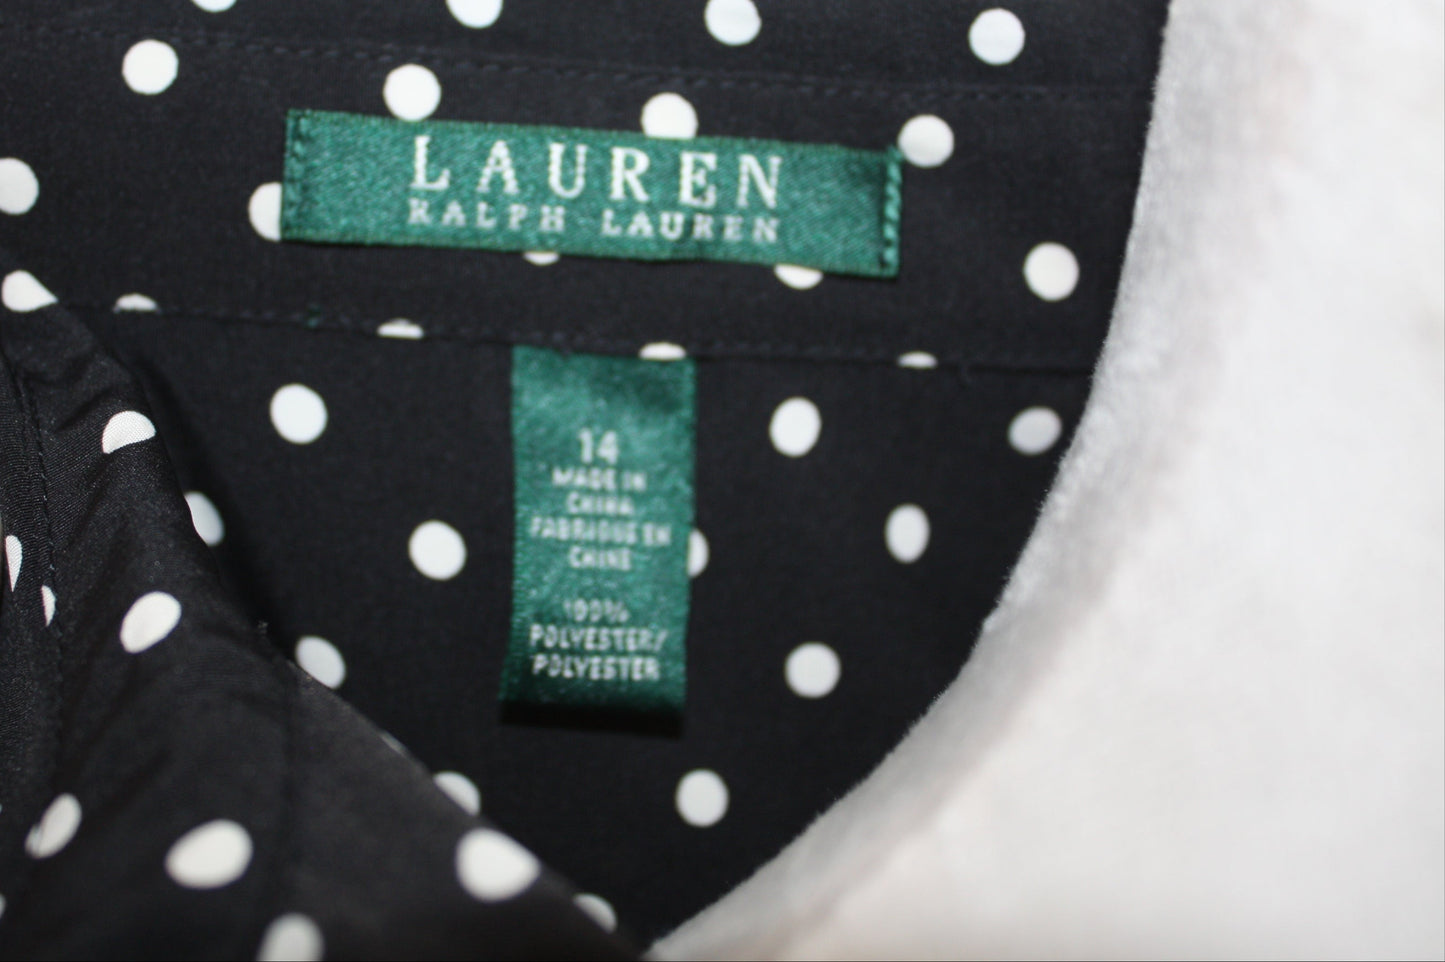 LAUREN
RALPH LAUREN
14
MADE IN
CHINA
FABRIQUE EN
CHINE
100%
POLYESTER/
POLYESTER